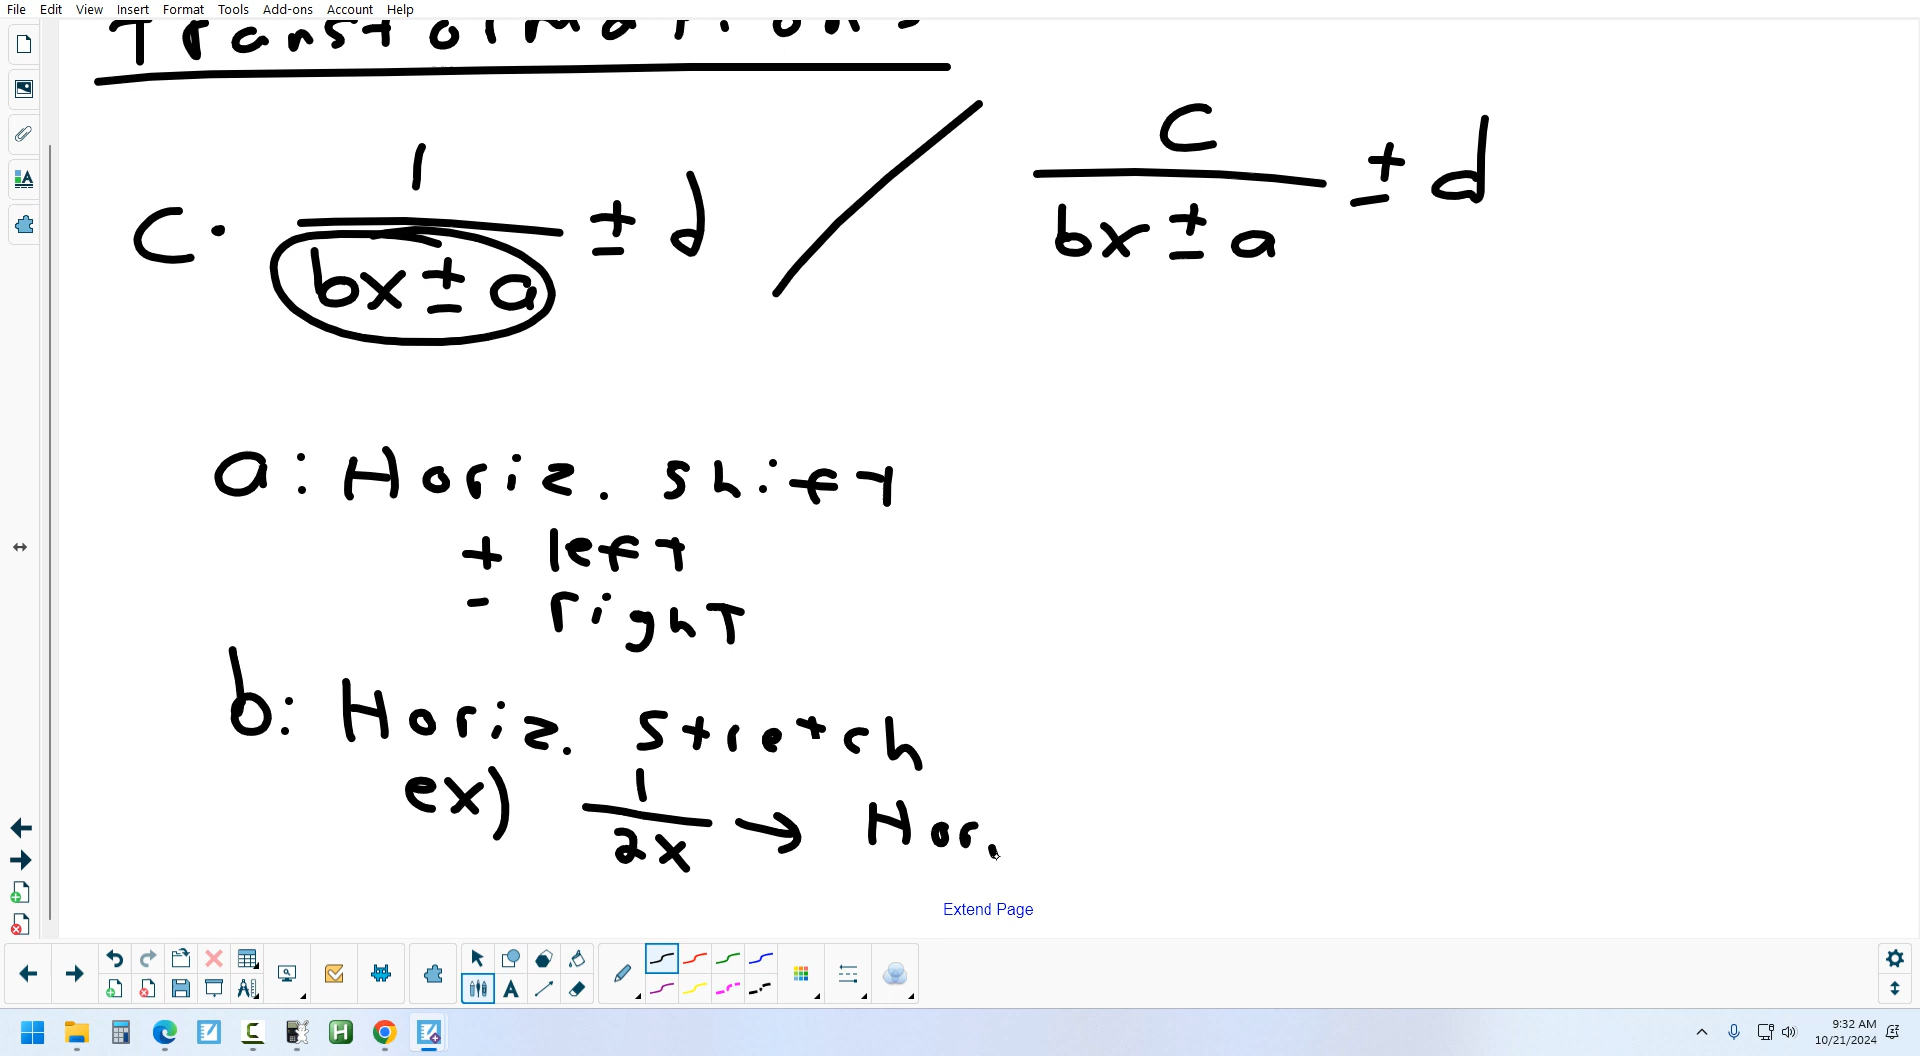 File Edit View Insert Format Tools Add-ons Account Help
Transformations
c · 1/(bx ± a) ± d / c/(bx ± a) ± d
a: Horiz. shift
+ left
- right
b: Horiz. stretch
ex) 1/2x → Hor.
Extend Page
9:32 AM
10/21/2024